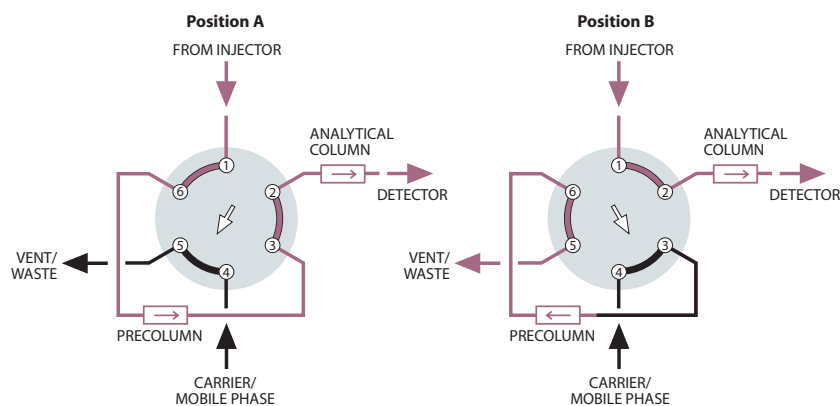 Position A
FROM INJECTOR
1
2
3
4
5
6
ANALYTICAL
COLUMN
DETECTOR
VENT/
WASTE
PRECOLUMN
CARRIER/
MOBILE PHASE
Position B
FROM INJECTOR
1
2
3
4
5
6
ANALYTICAL
COLUMN
DETECTOR
VENT/
WASTE
PRECOLUMN
CARRIER/
MOBILE PHASE